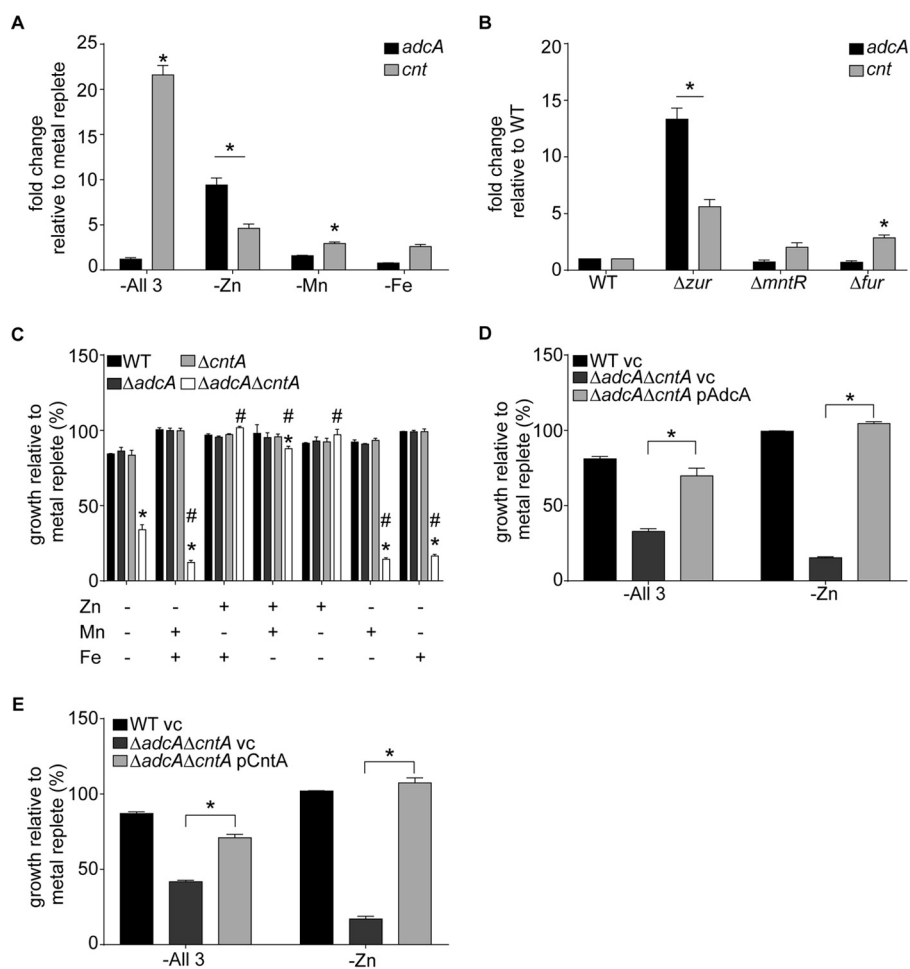 A
fold change
relative to metal replete
25
20
15
10
5
0
adcA
cnt
*
*
*
-All 3
-Zn
-Mn
-Fe
B
fold change
relative to WT
20
15
10
5
0
adcA
cnt
*
*
WT
Δzur
ΔmntR
Δfur
C
growth relative to
metal replete (%)
150
100
50
0
WT
ΔcntA
ΔadcA
ΔadcAΔcntA
* # * # # * # # * # *
Zn - - + + + - -
Mn - + - + - + -
Fe - + + - - - +
D
growth relative to
metal replete (%)
150
100
50
0
WT vc
ΔadcAΔcntA vc
ΔadcAΔcntA pAdcA
*
*
-All 3
-Zn
E
growth relative to
metal replete (%)
150
100
50
0
WT vc
ΔadcAΔcntA vc
ΔadcAΔcntA pCntA
*
*
-All 3
-Zn